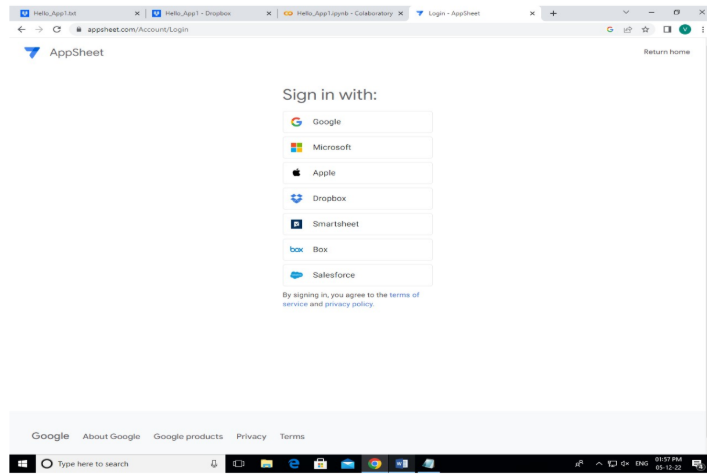 Hello_App1.txt
Hello_App1 - Dropbox
Hello_App1.ipynb - Colaboratory
Login - AppSheet
appsheet.com/Account/Login
V
AppSheet
Return home
Sign in with:
Google
Microsoft
Apple
Dropbox
Smartsheet
box Box
Salesforce
By signing in, you agree to the terms of
service and privacy policy.
Google About Google Google products Privacy Terms
Type here to search
ENG
01:57 PM
05-12-22